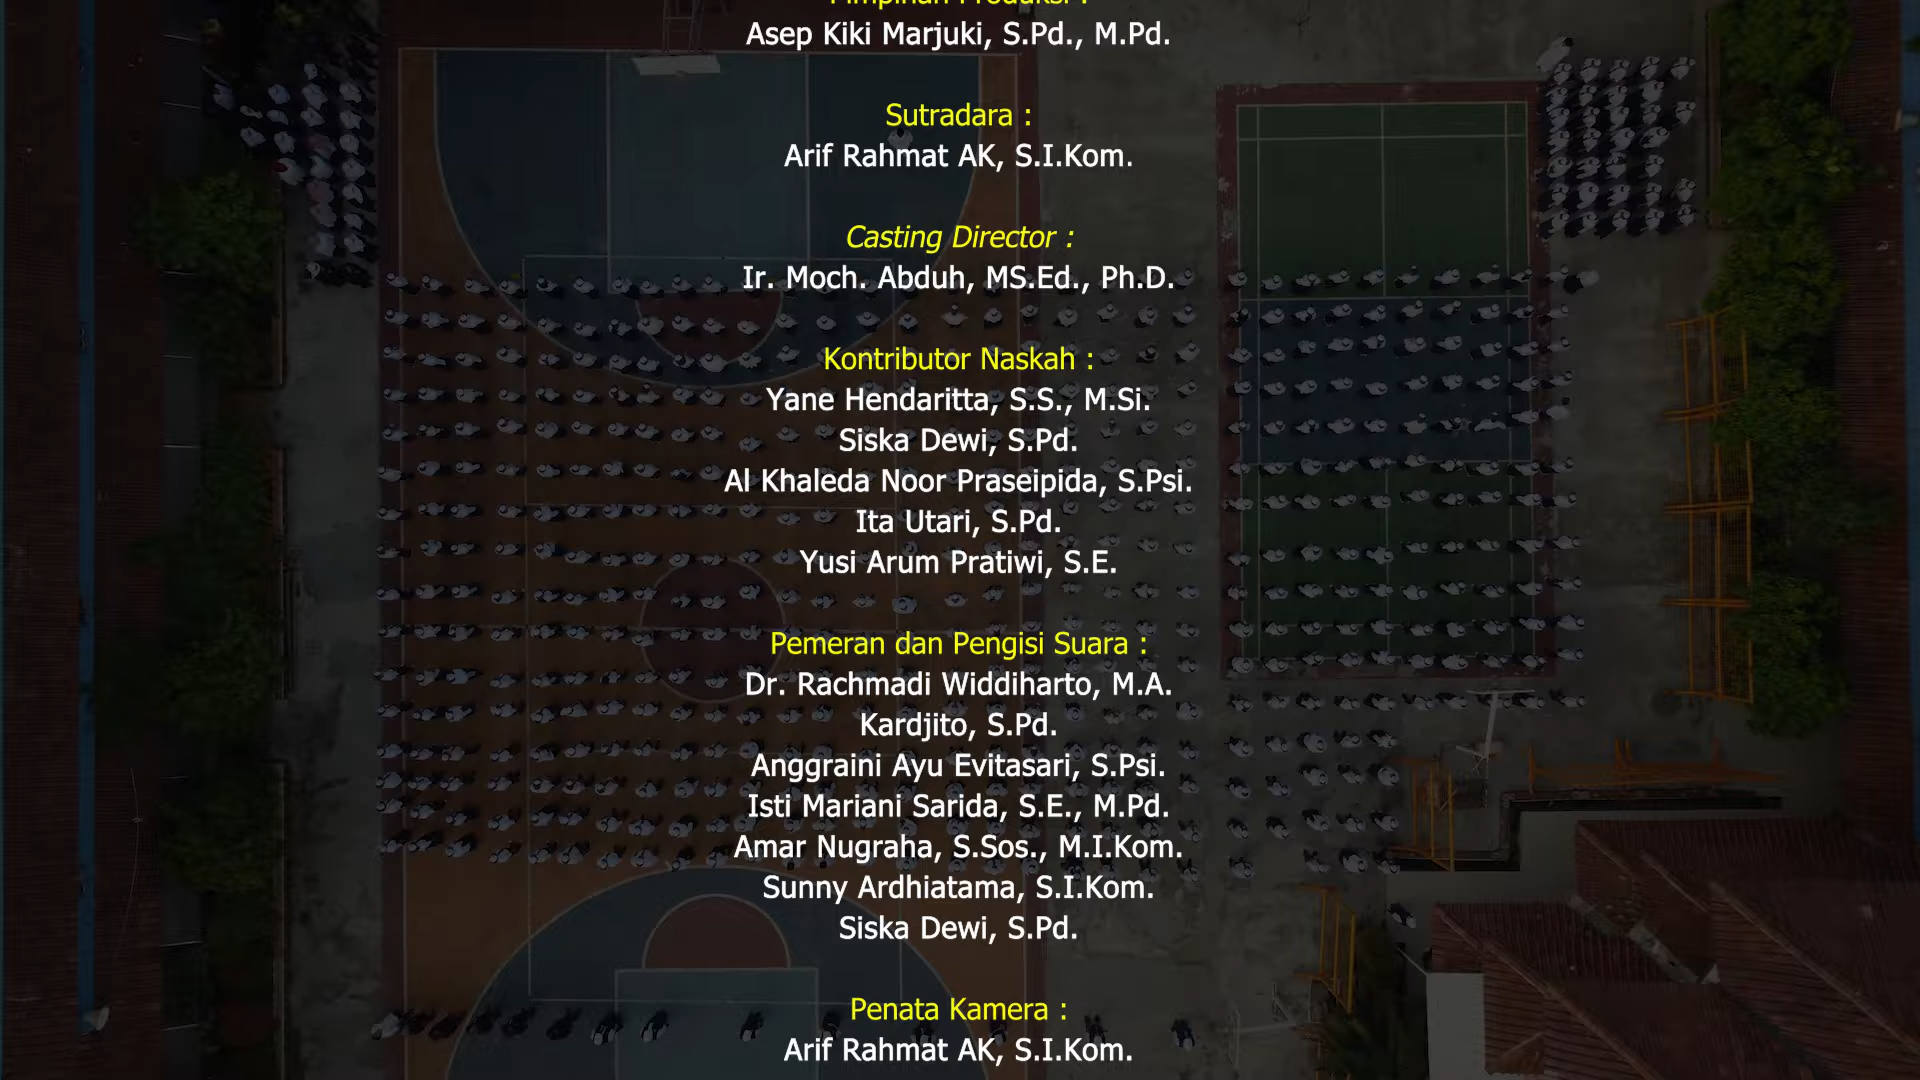 Pimpinan Produksi :
Asep Kiki Marjuki, S.Pd., M.Pd.
Sutradara :
Arif Rahmat AK, S.I.Kom.
Casting Director :
Ir. Moch. Abduh, MS.Ed., Ph.D.
Kontributor Naskah :
Yane Hendaritta, S.S., M.Si.
Siska Dewi, S.Pd.
Al Khaleda Noor Praseipida, S.Psi.
Ita Utari, S.Pd.
Yusi Arum Pratiwi, S.E.
Pemeran dan Pengisi Suara :
Dr. Rachmadi Widdiharto, M.A.
Kardjito, S.Pd.
Anggraini Ayu Evitasari, S.Psi.
Isti Mariani Sarida, S.E., M.Pd.
Amar Nugraha, S.Sos., M.I.Kom.
Sunny Ardhiatama, S.I.Kom.
Siska Dewi, S.Pd.
Penata Kamera :
Arif Rahmat AK, S.I.Kom.